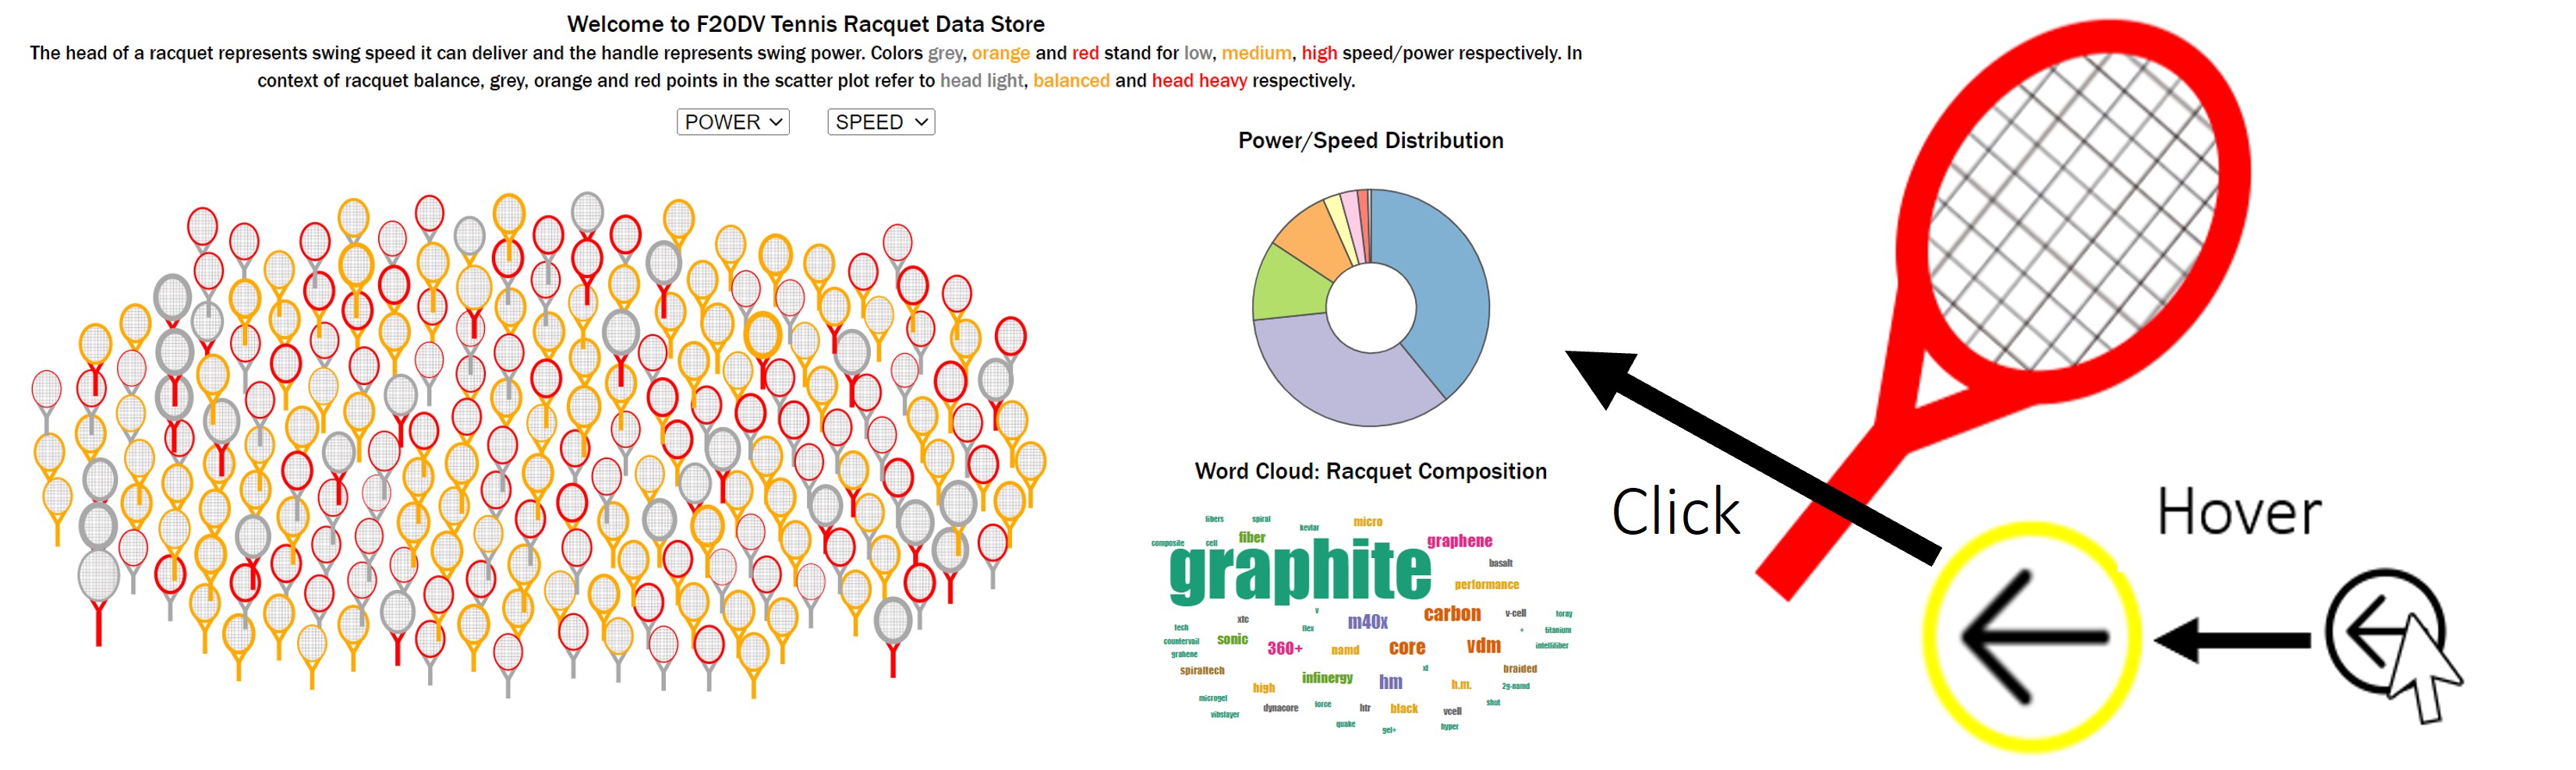 Welcome to F20DV Tennis Racquet Data Store
The head of a racquet represents swing speed it can deliver and the handle represents swing power. Colors grey, orange and red stand for low, medium, high speed/power respectively. In
context of racquet balance, grey, orange and red points in the scatter plot refer to head light, balanced and head heavy respectively.
POWER SPEED
Power/Speed Distribution
Word Cloud: Racquet Composition
fibers spiral kevlar micro
composite cell fiber graphene
graphite
basalt
performance
xtc v m40x carbon v-cell toray
tech flex + titanium
countervail sonic 360+ namd core vdm intellifiber
grahene
spiraltech xl braided
infinergy hm h.m. 2g-namd
high
microgel dynacore force htr black vcell shut
vibslayer
quake gel+ hyper
Click
Hover